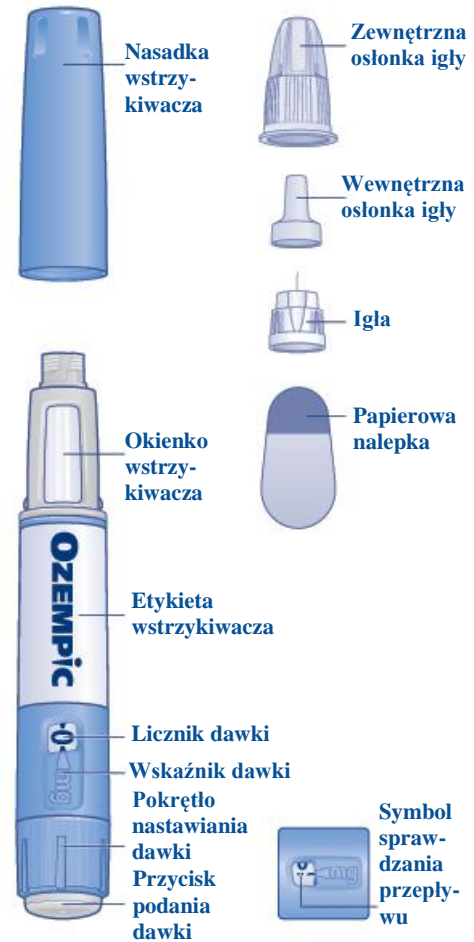 Nasadka
wstrzy-
kiwacza
Zewnętrzna
osłonka igły
Wewnętrzna
osłonka igły
Igła
Papierowa
nalepka
Okienko
wstrzy-
kiwacza
OZEMPIC
Etykieta
wstrzykiwacza
0
mg
Licznik dawki
Wskaźnik dawki
Pokrętło
nastawiania
dawki
Przycisk
podania
dawki
mg
Symbol
spraw-
dzania
przepły-
wu